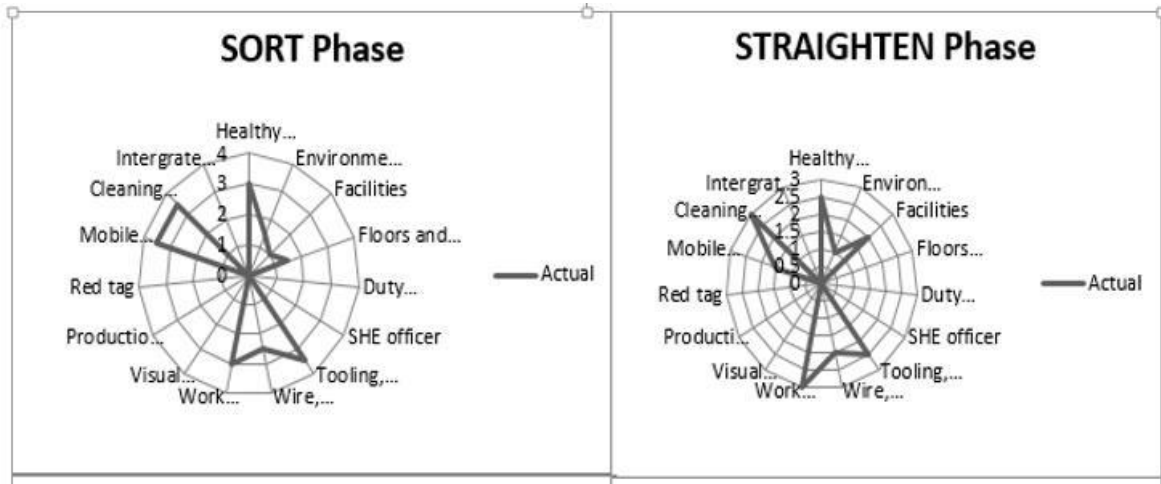 SORT Phase
Healthy...
Intergrate...
4
Environme...
Cleaning...
3
Facilities
2
Mobile...
1
Floors and...
0
Actual
Red tag
Duty...
Productio...
SHE officer
Visual...
Tooling,...
Work...
Wire,...
STRAIGHTEN Phase
Healthy...
3
Intergrat...
2.5
Environ...
Cleaning...
2
Facilities
1.5
Mobile...
1
Floors...
0.5
0
Actual
Red tag
Duty...
Producti...
SHE officer
Visual...
Tooling,...
Work...
Wire,...